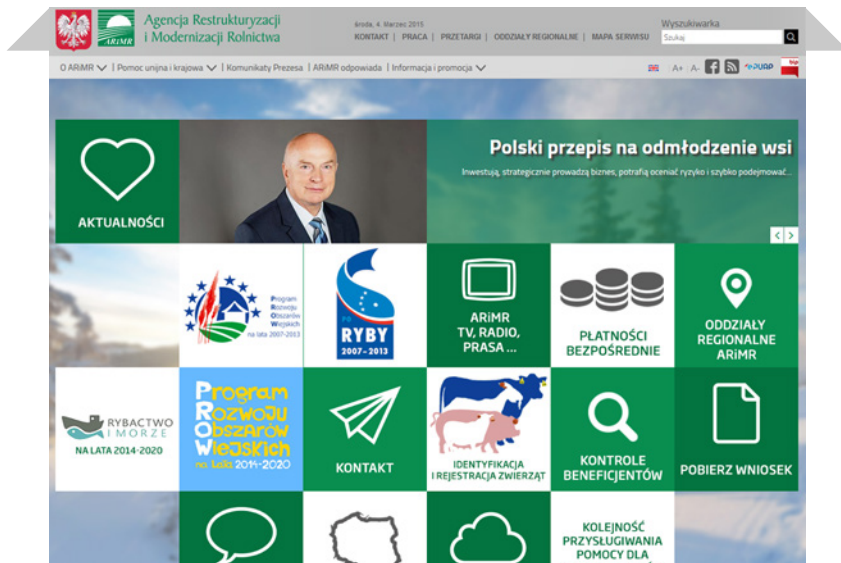 Agencja Restrukturyzacji
i Modernizacji Rolnictwa
ARiMR
środa, 4. Marzec 2015
KONTAKT | PRACA | PRZETARGI | ODDZIAŁY REGIONALNE | MAPA SERWISU
Wyszukiwarka
Szukaj
O ARiMR | Pomoc unijna i krajowa | Komunikaty Prezesa | ARiMR odpowiada | Informacja i promocja
A+ A-
ePUAP
bip
AKTUALNOŚCI
Polski przepis na odmłodzenie wsi
Inwestują, strategicznie prowadzą biznes, potrafią oceniać ryzyko i szybko podejmować...
Program
Rozwoju
Obszarów
Wiejskich
na lata 2007-2013
PO
RYBY
2007-2013
ARiMR
TV, RADIO,
PRASA ...
PŁATNOŚCI
BEZPOŚREDNIE
ODDZIAŁY
REGIONALNE
ARiMR
RYBACTWO
I MORZE
NA LATA 2014-2020
Program
Rozwoju
Obszarów
Wiejskich
na Lata 2014-2020
KONTAKT
IDENTYFIKACJA
I REJESTRACJA ZWIERZĄT
KONTROLE
BENEFICJENTÓW
POBIERZ WNIOSEK
KOLEJNOŚĆ
PRZYSŁUGIWANIA
POMOCY DLA